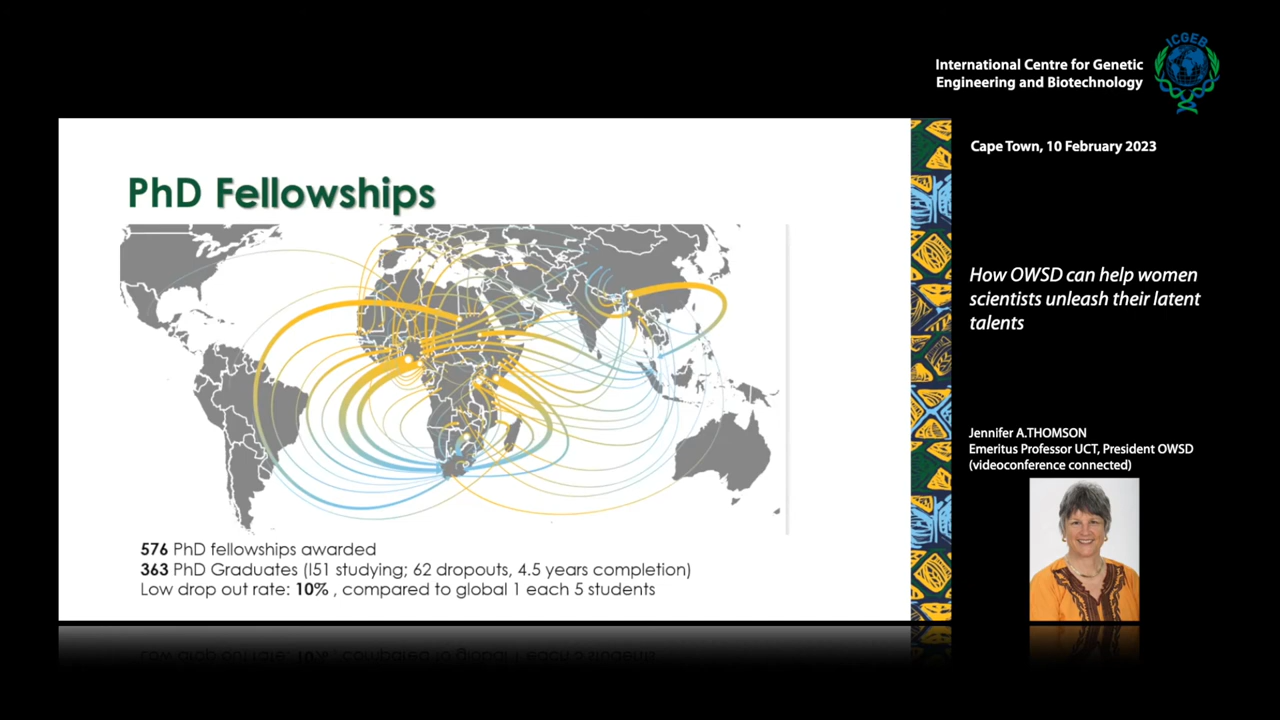 ICGEB
International Centre for Genetic
Engineering and Biotechnology
Cape Town, 10 February 2023
PhD Fellowships
How OWSD can help women
scientists unleash their latent
talents
Jennifer A.THOMSON
Emeritus Professor UCT, President OWSD
(videoconference connected)
576 PhD fellowships awarded
363 PhD Graduates (I51 studying; 62 dropouts, 4.5 years completion)
Low drop out rate: 10% , compared to global 1 each 5 students